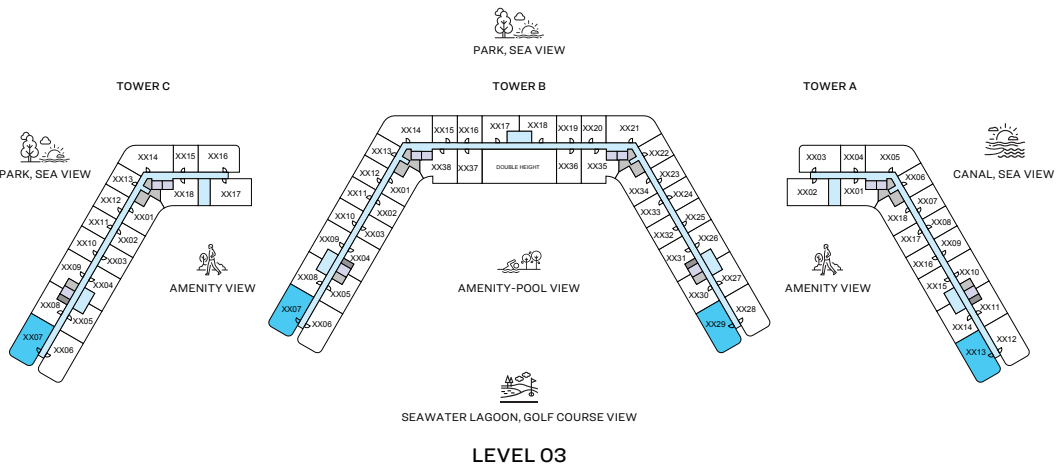 PARK, SEA VIEW
TOWER C
TOWER B
TOWER A
PARK, SEA VIEW
CANAL, SEA VIEW
XX14
XX15
XX16
XX13
XX12
XX11
XX10
XX09
XX08
XX07
XX06
XX05
XX04
XX03
XX02
XX01
XX18
XX17
AMENITY VIEW
XX14
XX15
XX16
XX17
XX18
XX19
XX20
XX21
XX13
XX12
XX11
XX10
XX09
XX08
XX07
XX06
XX05
XX04
XX03
XX02
XX01
XX38
XX37
DOUBLE HEIGHT
XX36
XX35
XX22
XX23
XX24
XX25
XX26
XX27
XX28
XX29
XX30
XX31
XX32
XX33
XX34
AMENITY-POOL VIEW
AMENITY VIEW
XX03
XX04
XX05
XX02
XX01
XX06
XX07
XX08
XX09
XX10
XX11
XX12
XX13
XX14
XX15
XX16
XX17
XX18
SEAWATER LAGOON, GOLF COURSE VIEW
LEVEL 03